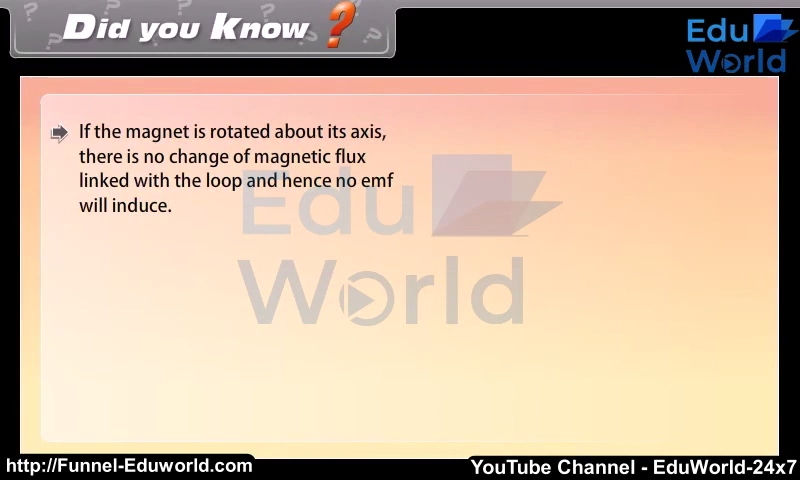 Did you Know ?
Edu
World
If the magnet is rotated about its axis,
there is no change of magnetic flux
linked with the loop and hence no emf
will induce.
Edu
World
http://Funnel-Eduworld.com
YouTube Channel - EduWorld-24x7